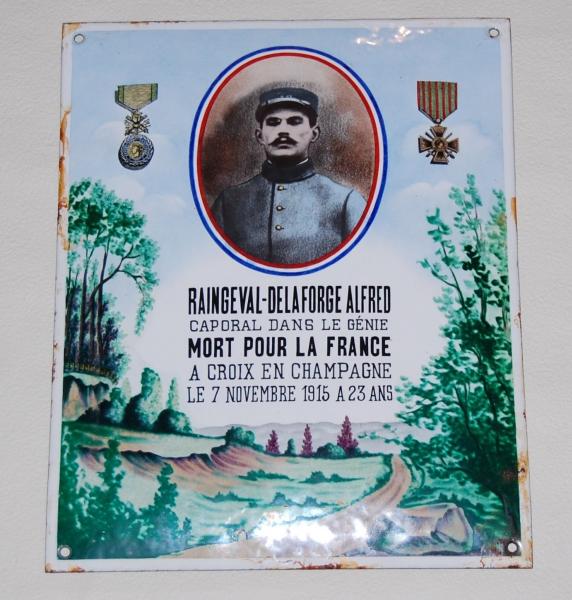 RAINGEVAL-DELAFORGE ALFRED
CAPORAL DANS LE GÉNIE
MORT POUR LA FRANCE
A CROIX EN CHAMPAGNE
LE 7 NOVEMBRE 1915 A 23 ANS